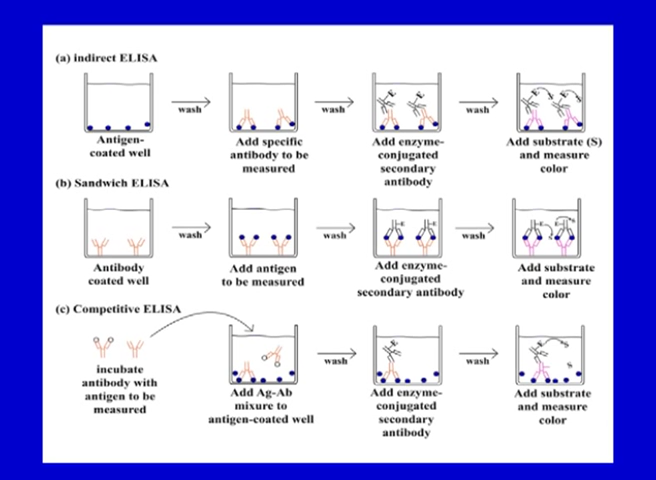 (a) indirect ELISA
wash
wash
wash
Antigen-
coated well
Add specific
antibody to be
measured
Add enzyme-
conjugated
secondary
antibody
Add substrate (S)
and measure
color
(b) Sandwich ELISA
wash
wash
wash
Antibody
coated well
Add antigen
to be measured
Add enzyme-
conjugated
secondary antibody
Add substrate
and measure
color
(c) Competitive ELISA
incubate
antibody with
antigen to be
measured
wash
wash
Add Ag-Ab
mixture to
antigen-coated well
Add enzyme-
conjugated
secondary
antibody
Add substrate
and measure
color